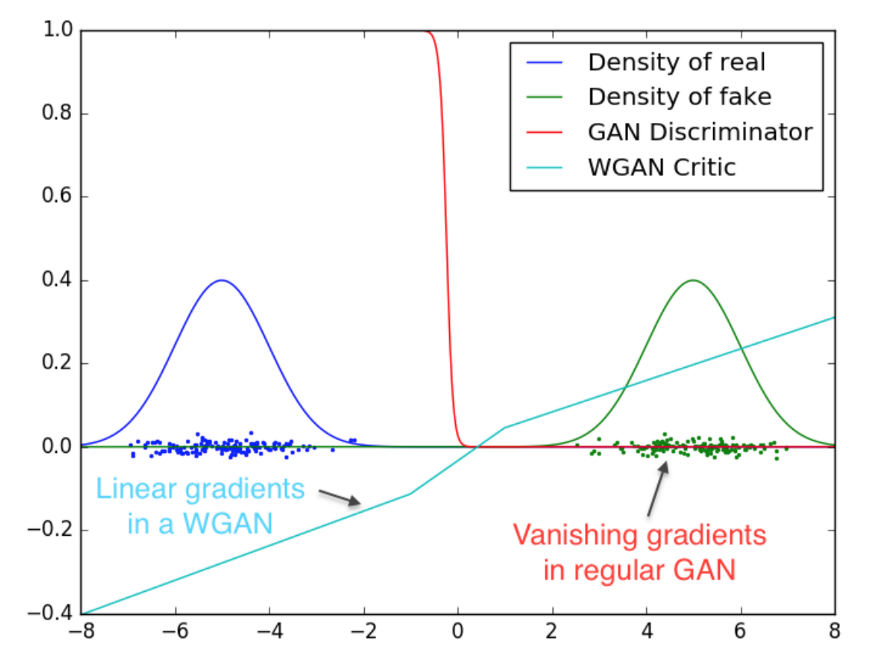 1.0
0.8
0.6
0.4
0.2
0.0
−0.2
−0.4
−8
−6
−4
−2
0
2
4
6
8
Density of real
Density of fake
GAN Discriminator
WGAN Critic
Linear gradients
in a WGAN
Vanishing gradients
in regular GAN